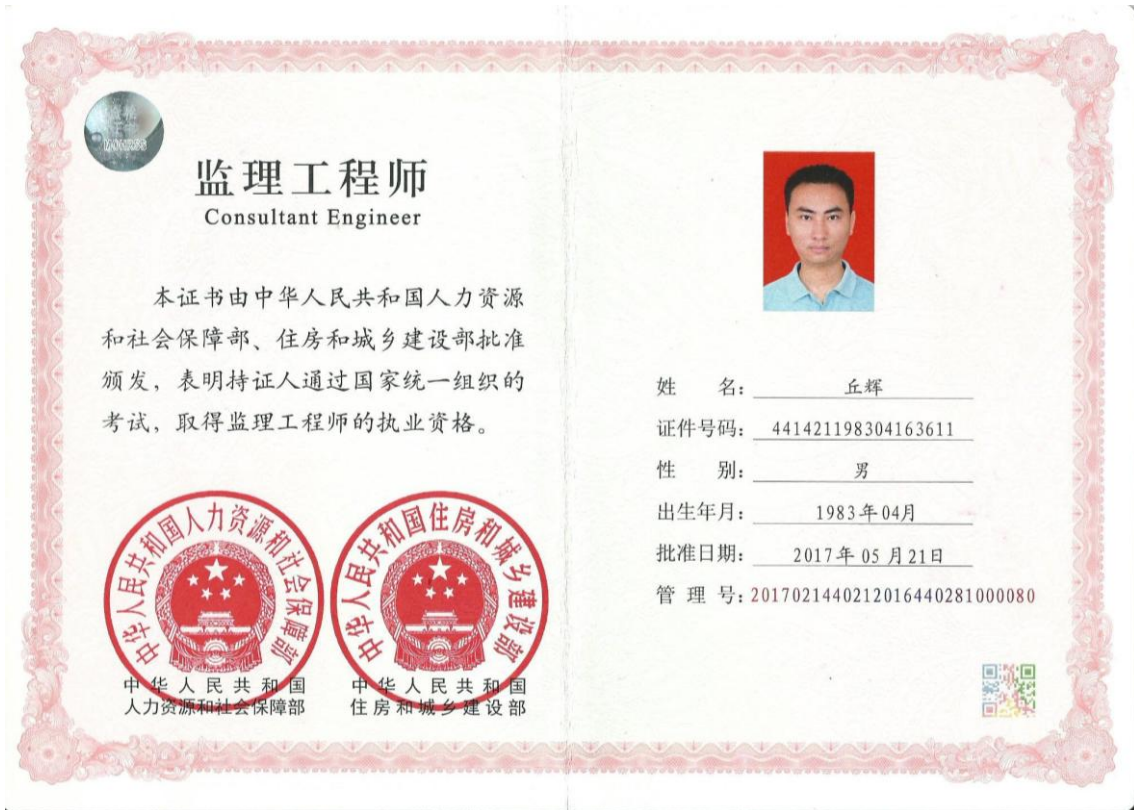 监理工程师
Consultant Engineer
本证书由中华人民共和国人力资源
和社会保障部、住房和城乡建设部批准
颁发，表明持证人通过国家统一组织的
考试，取得监理工程师的执业资格。
中华人民共和国人力资源和社会保障部
中华人民共和国住房和城乡建设部
中华人民共和国
人力资源和社会保障部
中华人民共和国
住房和城乡建设部
姓 名：丘辉
证件号码：441421198304163611
性 别：男
出生年月：1983年04月
批准日期：2017年05月21日
管 理 号：2017021440212016440281000080